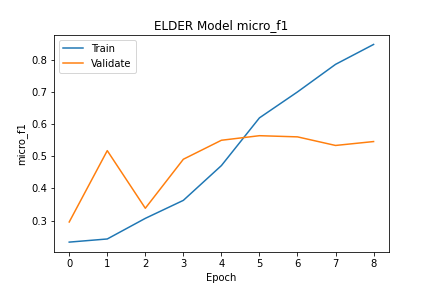 ELDER Model micro_f1
Train
Validate
micro_f1
0.8
0.7
0.6
0.5
0.4
0.3
0 1 2 3 4 5 6 7 8
Epoch